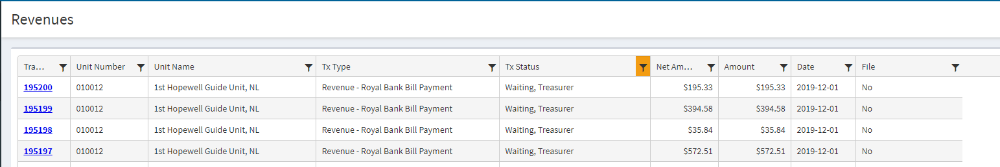 Revenues
Tra... Unit Number Unit Name Tx Type Tx Status Net Am... Amount Date File
195200 010012 1st Hopewell Guide Unit, NL Revenue - Royal Bank Bill Payment Waiting, Treasurer $195.33 $195.33 2019-12-01 No
195199 010012 1st Hopewell Guide Unit, NL Revenue - Royal Bank Bill Payment Waiting, Treasurer $394.58 $394.58 2019-12-01 No
195198 010012 1st Hopewell Guide Unit, NL Revenue - Royal Bank Bill Payment Waiting, Treasurer $35.84 $35.84 2019-12-01 No
195197 010012 1st Hopewell Guide Unit, NL Revenue - Royal Bank Bill Payment Waiting, Treasurer $572.51 $572.51 2019-12-01 No